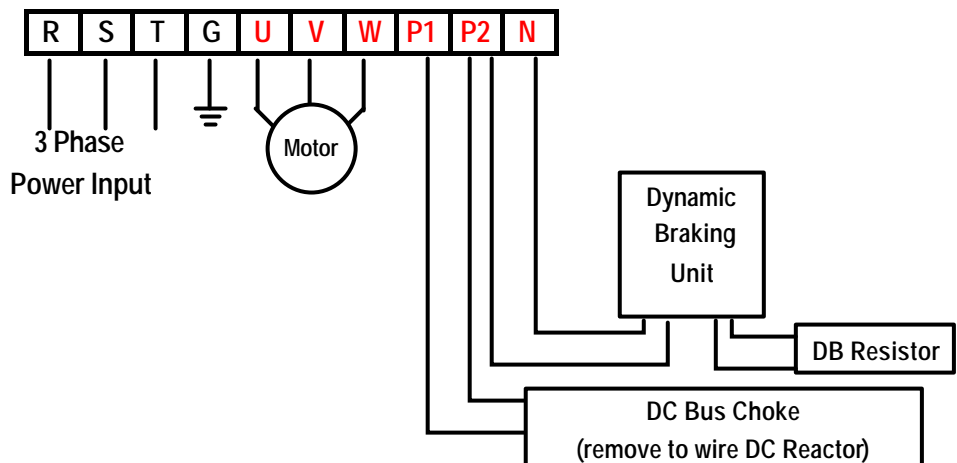 R S T G U V W P1 P2 N
3 Phase
Power Input
Motor
Dynamic
Braking
Unit
DB Resistor
DC Bus Choke
(remove to wire DC Reactor)